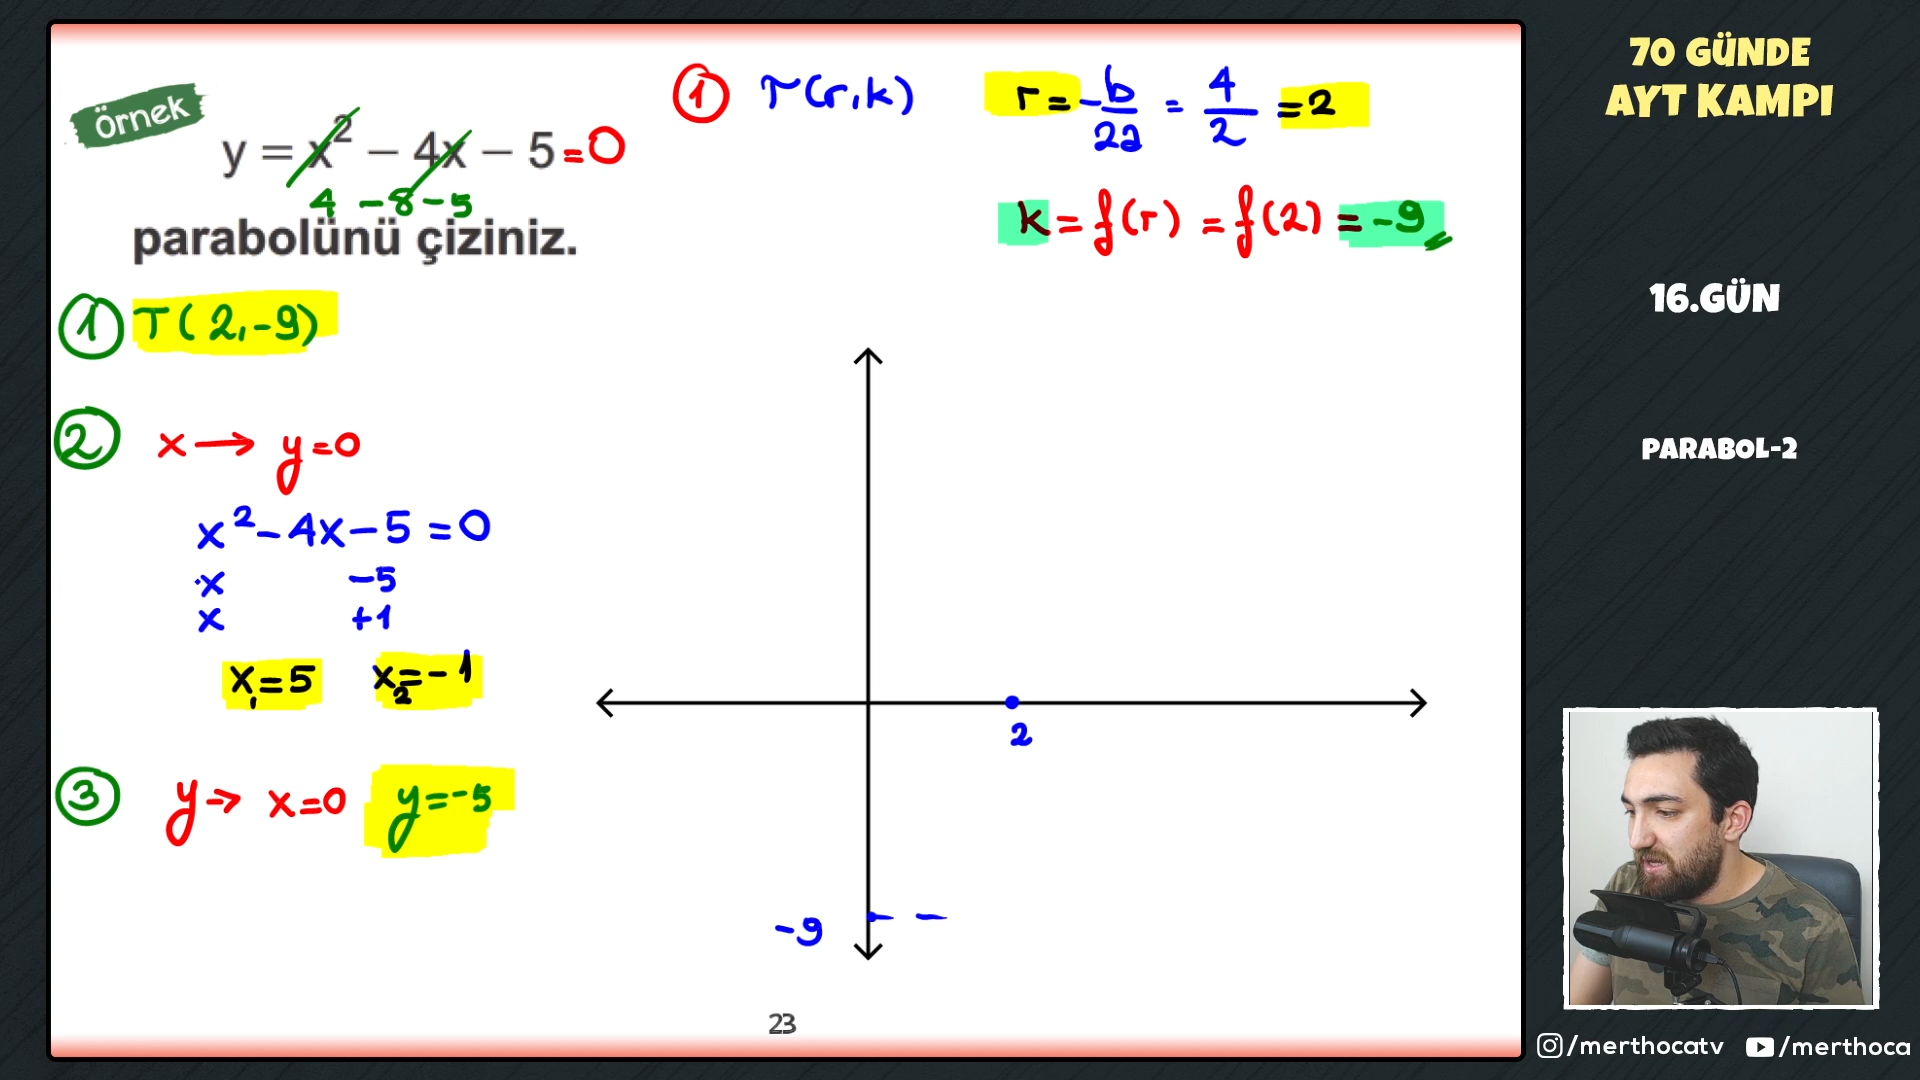 Örnek
y = x² − 4x − 5 = 0
4 − 8 − 5
parabolünü çiziniz.
① T(r,k)
r = -b/2a = 4/2 = 2
k = f(r) = f(2) = -9
① T(2,-9)
② x → y=0
x² - 4x - 5 = 0
x -5
x +1
x₁ = 5 x₂ = -1
③ y → x=0 y=-5
2
-9
23
70 GÜNDE
AYT KAMPI
16.GÜN
PARABOL-2
/merthocatv /merthoca